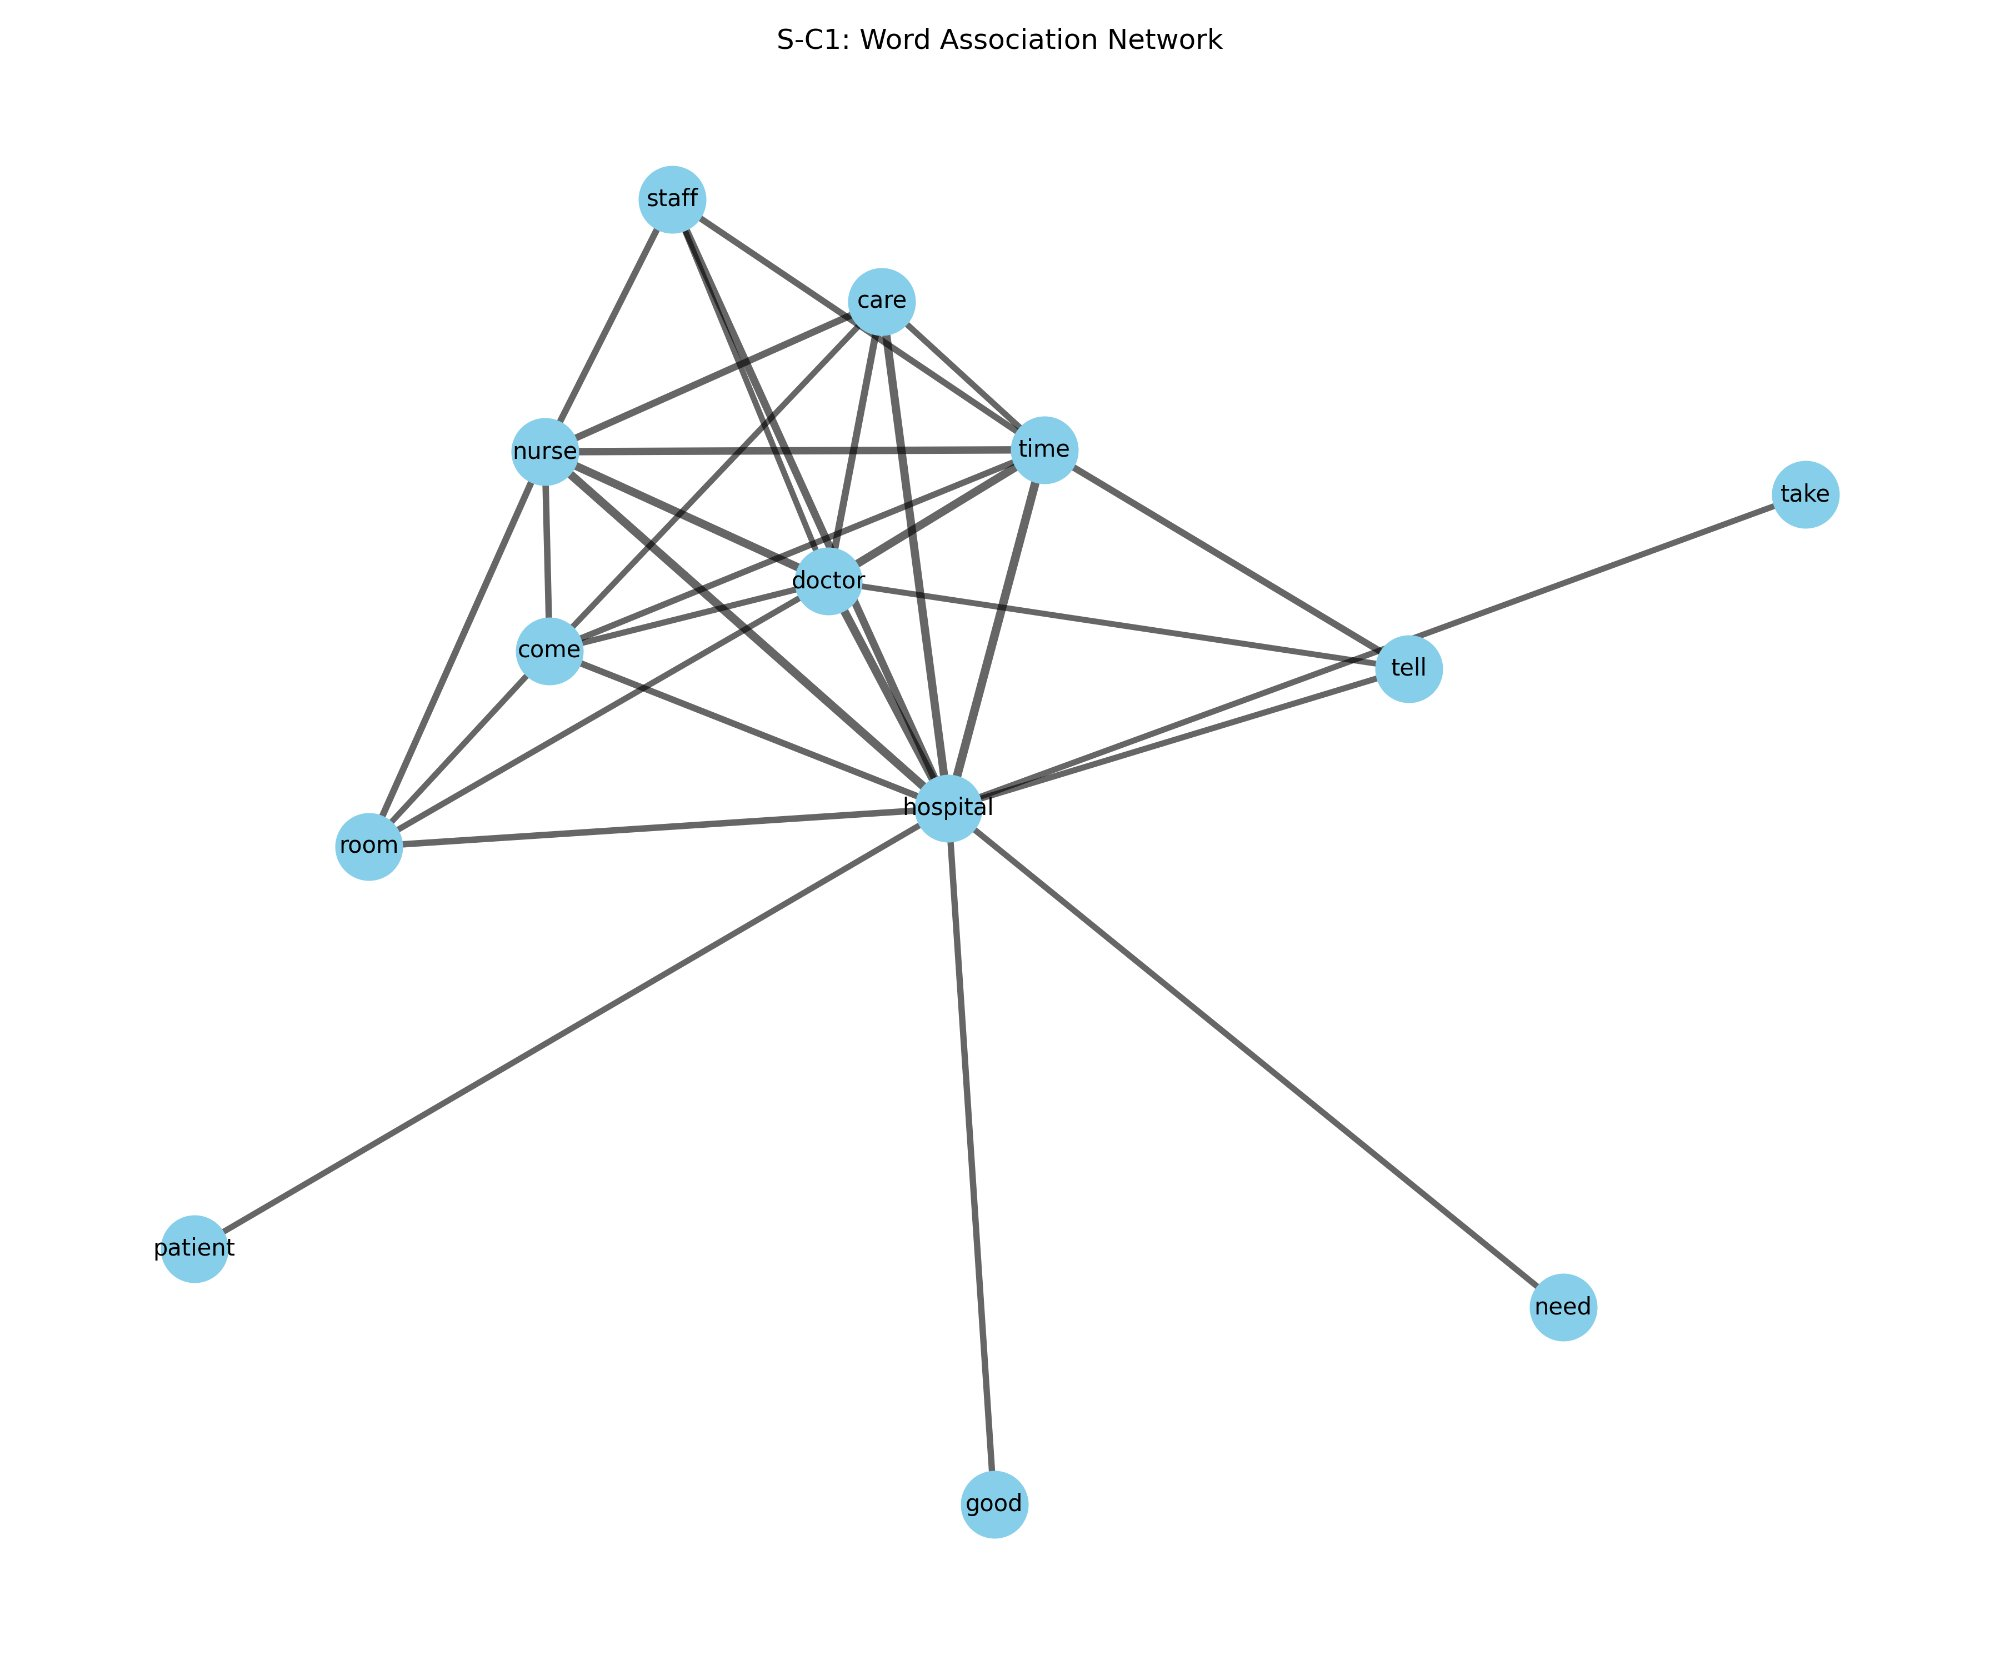 S-C1: Word Association Network
staff
care
nurse
time
take
doctor
come
tell
hospital
room
patient
need
good